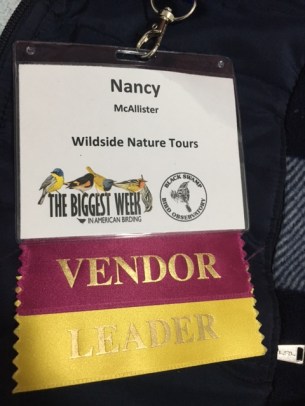 Nancy
McAllister
Wildside Nature Tours
THE BIGGEST WEEK
IN AMERICAN BIRDING
BLACK SWAMP
BIRD OBSERVATORY
VENDOR
LEADER